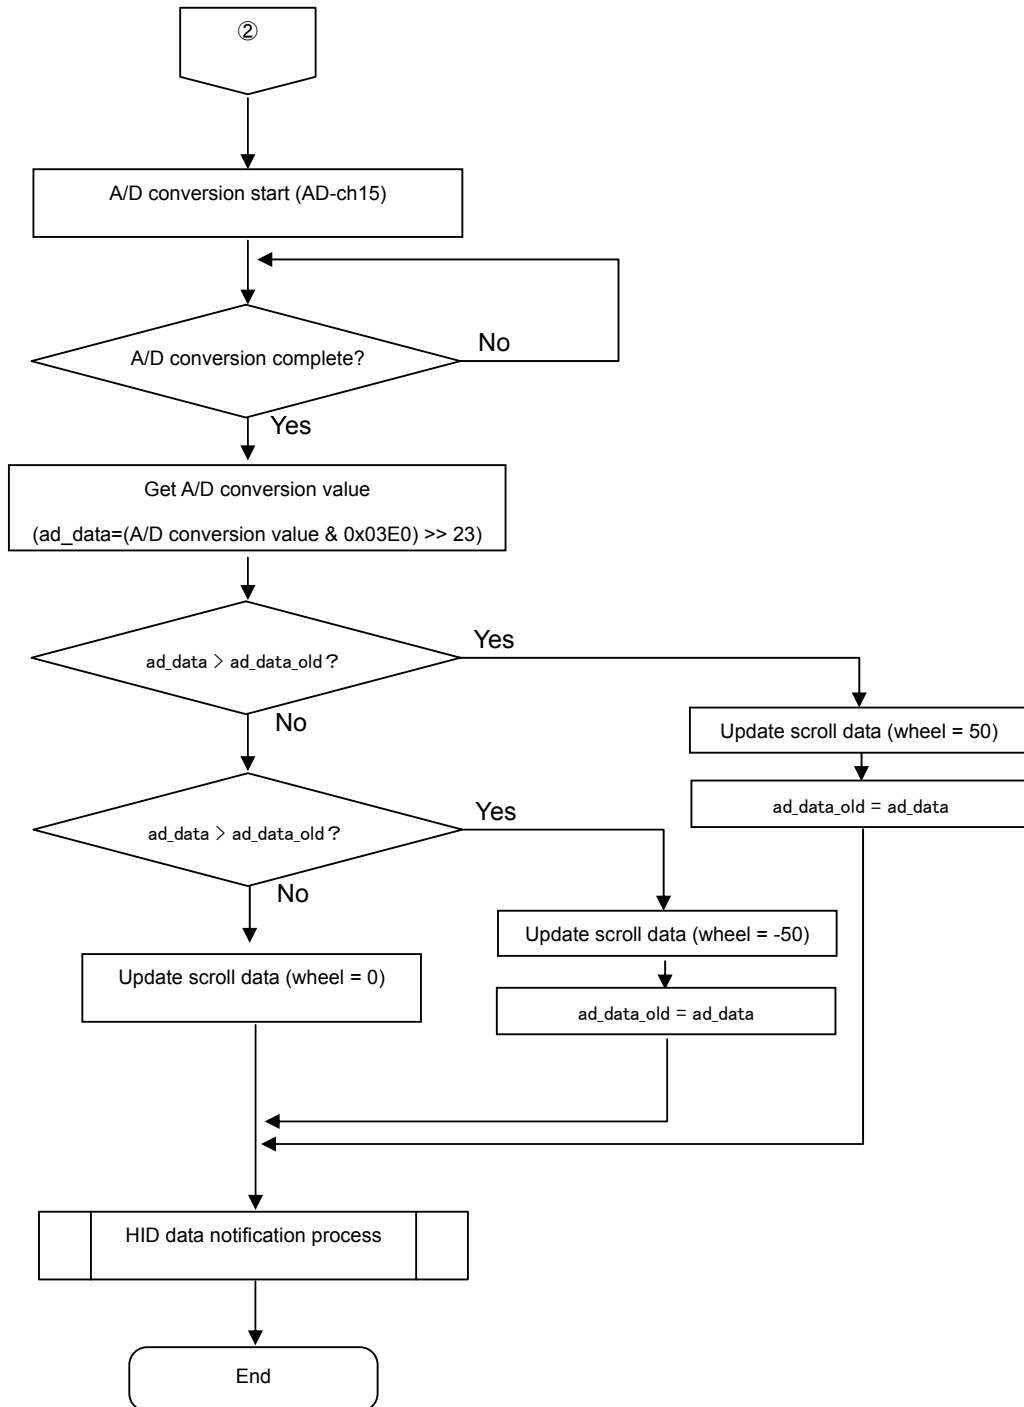 ②
A/D conversion start (AD-ch15)
A/D conversion complete?
No
Yes
Get A/D conversion value
(ad_data=(A/D conversion value & 0x03E0) >> 23)
ad_data > ad_data_old?
Yes
No
Update scroll data (wheel = 50)
ad_data_old = ad_data
ad_data > ad_data_old?
Yes
No
Update scroll data (wheel = -50)
ad_data_old = ad_data
Update scroll data (wheel = 0)
HID data notification process
End